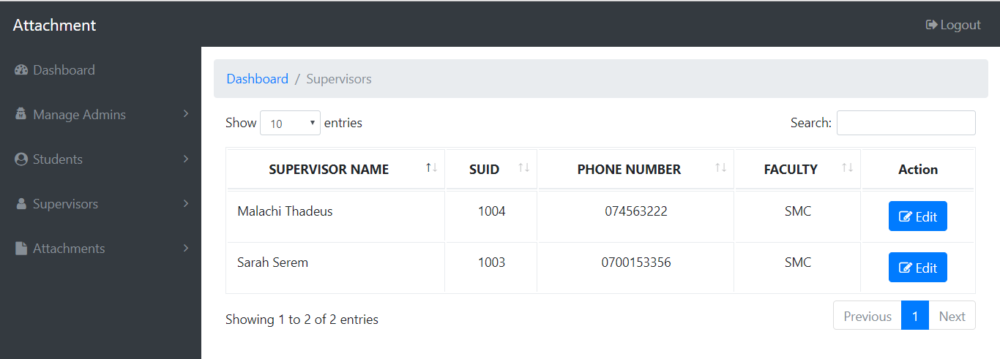 Attachment
Logout
Dashboard
Manage Admins
Students
Supervisors
Attachments
Dashboard / Supervisors
Show 10 entries
Search:
SUPERVISOR NAME SUID PHONE NUMBER FACULTY Action
Malachi Thadeus 1004 074563222 SMC Edit
Sarah Serem 1003 0700153356 SMC Edit
Showing 1 to 2 of 2 entries
Previous 1 Next